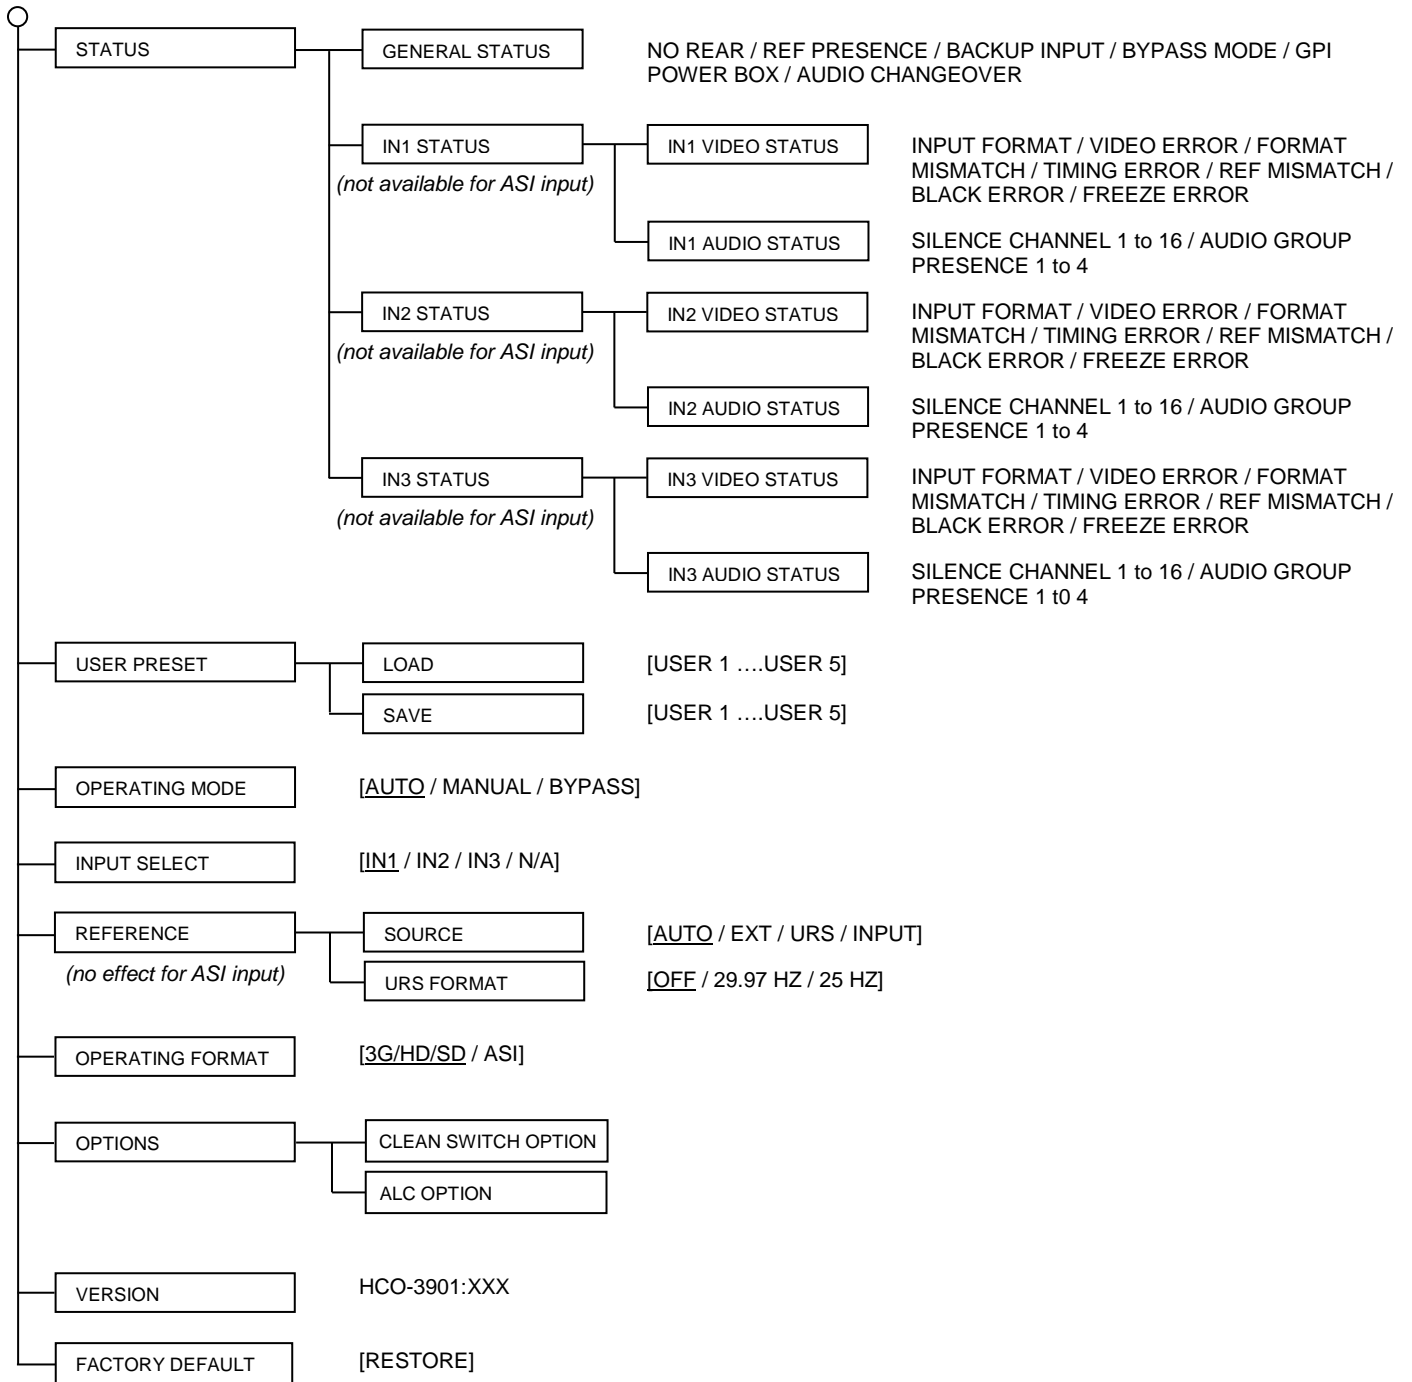 STATUS
GENERAL STATUS
NO REAR / REF PRESENCE / BACKUP INPUT / BYPASS MODE / GPI
POWER BOX / AUDIO CHANGEOVER
IN1 STATUS
(not available for ASI input)
IN1 VIDEO STATUS
INPUT FORMAT / VIDEO ERROR / FORMAT
MISMATCH / TIMING ERROR / REF MISMATCH /
BLACK ERROR / FREEZE ERROR
IN1 AUDIO STATUS
SILENCE CHANNEL 1 to 16 / AUDIO GROUP
PRESENCE 1 to 4
IN2 STATUS
(not available for ASI input)
IN2 VIDEO STATUS
INPUT FORMAT / VIDEO ERROR / FORMAT
MISMATCH / TIMING ERROR / REF MISMATCH /
BLACK ERROR / FREEZE ERROR
IN2 AUDIO STATUS
SILENCE CHANNEL 1 to 16 / AUDIO GROUP
PRESENCE 1 to 4
IN3 STATUS
(not available for ASI input)
IN3 VIDEO STATUS
INPUT FORMAT / VIDEO ERROR / FORMAT
MISMATCH / TIMING ERROR / REF MISMATCH /
BLACK ERROR / FREEZE ERROR
IN3 AUDIO STATUS
SILENCE CHANNEL 1 to 16 / AUDIO GROUP
PRESENCE 1 t0 4
USER PRESET
LOAD
[USER 1 ….USER 5]
SAVE
[USER 1 ….USER 5]
OPERATING MODE
[AUTO / MANUAL / BYPASS]
INPUT SELECT
[IN1 / IN2 / IN3 / N/A]
REFERENCE
(no effect for ASI input)
SOURCE
[AUTO / EXT / URS / INPUT]
URS FORMAT
[OFF / 29.97 HZ / 25 HZ]
OPERATING FORMAT
[3G/HD/SD / ASI]
OPTIONS
CLEAN SWITCH OPTION
ALC OPTION
VERSION
HCO-3901:XXX
FACTORY DEFAULT
[RESTORE]